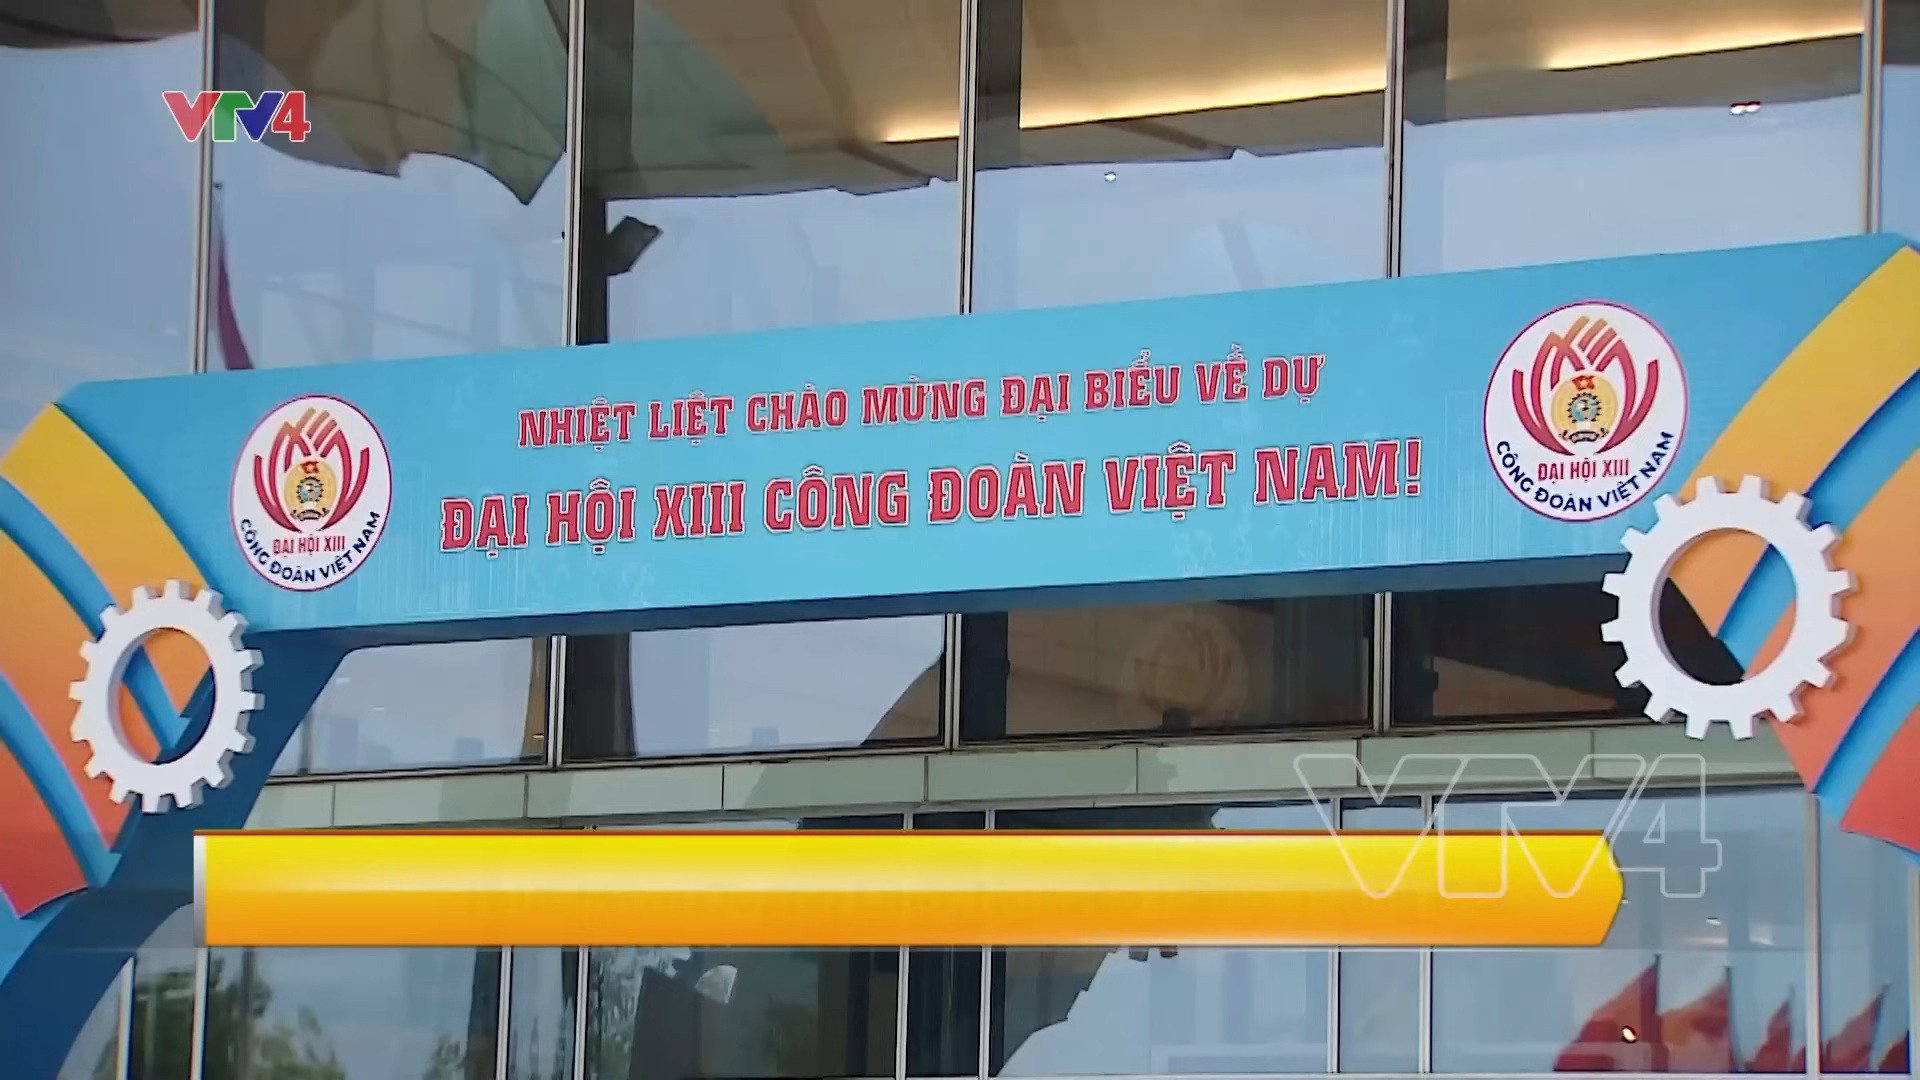 VTV4
NHIỆT LIỆT CHÀO MỪNG ĐẠI BIỂU VỀ DỰ
ĐẠI HỘI XIII CÔNG ĐOÀN VIỆT NAM!
ĐẠI HỘI XIII
CÔNG ĐOÀN VIỆT NAM
ĐẠI HỘI XIII
CÔNG ĐOÀN VIỆT NAM
VTV4